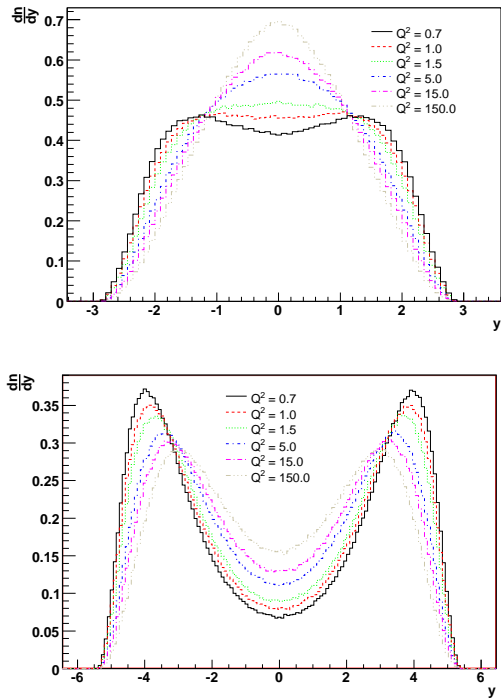 dn
dy
0.7
0.6
0.5
0.4
0.3
0.2
0.1
0
Q² = 0.7
Q² = 1.0
Q² = 1.5
Q² = 5.0
Q² = 15.0
Q² = 150.0
-3 -2 -1 0 1 2 3
y
dn
dy
0.35
0.3
0.25
0.2
0.15
0.1
0.05
0
Q² = 0.7
Q² = 1.0
Q² = 1.5
Q² = 5.0
Q² = 15.0
Q² = 150.0
-6 -4 -2 0 2 4 6
y